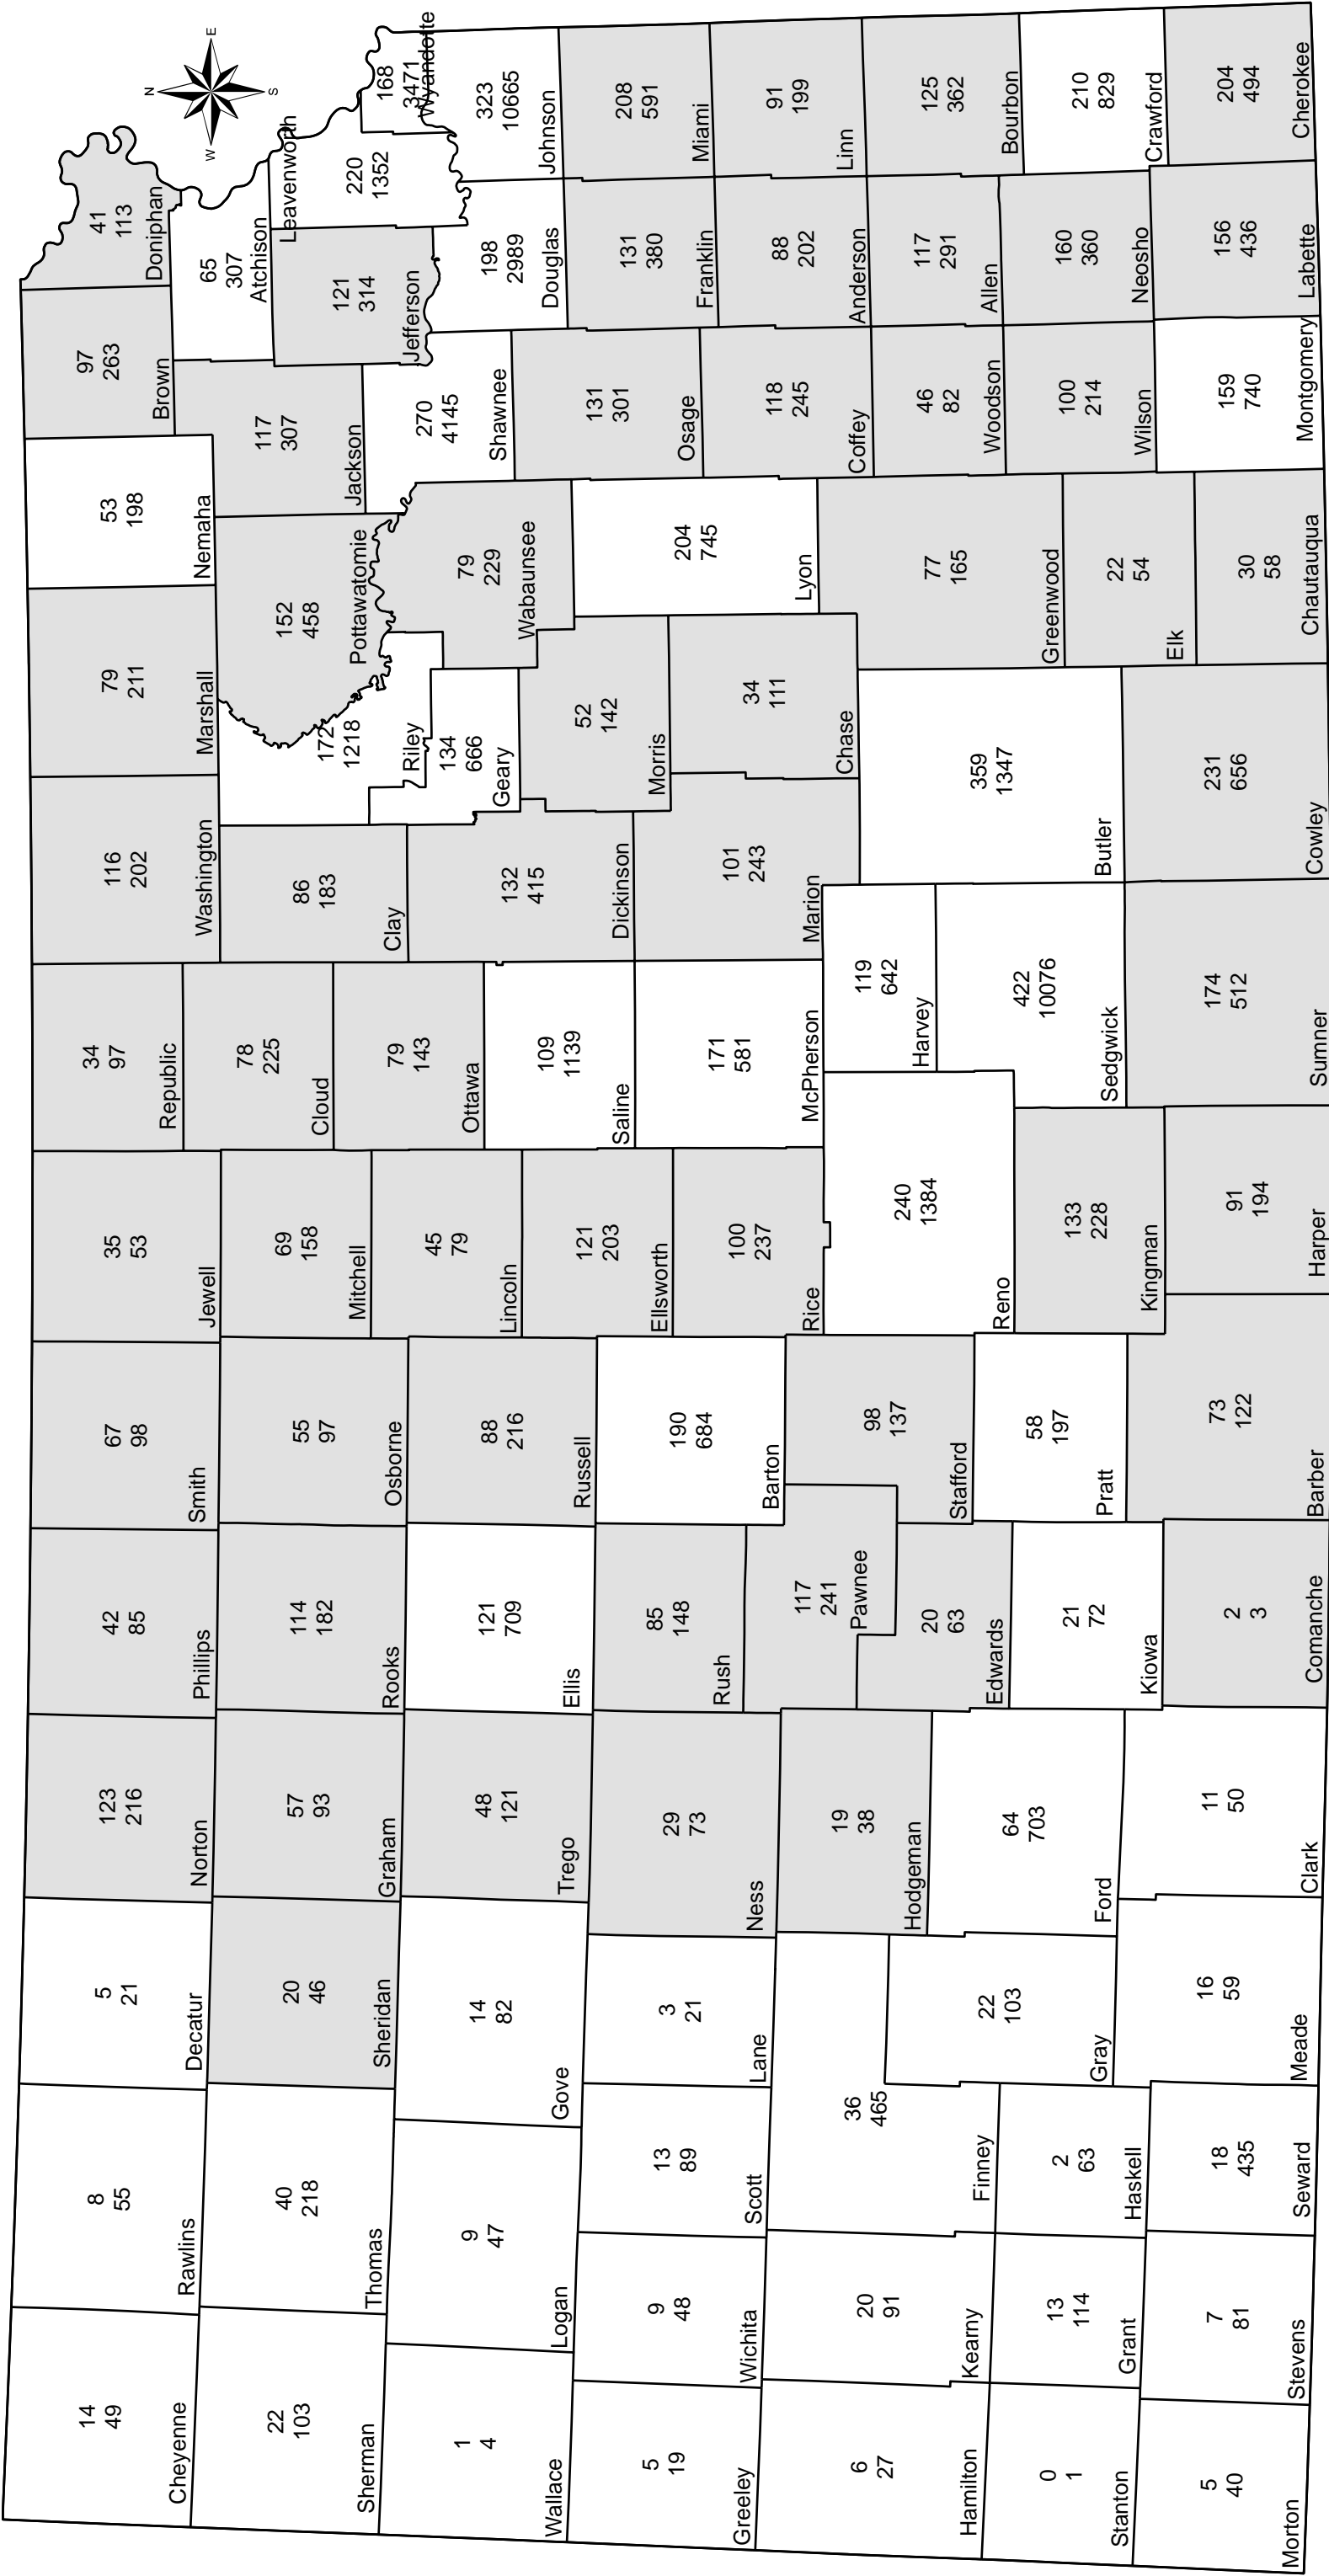 N
E
S
W
14
49
Cheyenne
8
55
Rawlins
5
21
Decatur
123
216
Norton
42
85
Phillips
67
98
Smith
35
53
Jewell
34
97
Republic
116
202
Washington
79
211
Marshall
53
198
Nemaha
97
263
Brown
41
113
Doniphan
22
103
Sherman
40
218
Thomas
20
46
Sheridan
57
93
Graham
114
182
Rooks
55
97
Osborne
69
158
Mitchell
78
225
Cloud
86
183
Clay
172
1218
Riley
152
458
Pottawatomie
117
307
Jackson
65
307
Atchison
121
314
Jefferson
Leavenworth
220
1352
168
3471
Wyandotte
1
4
Wallace
9
47
Logan
14
82
Gove
48
121
Trego
121
709
Ellis
88
216
Russell
45
79
Lincoln
79
143
Ottawa
109
1139
Saline
132
415
Dickinson
134
666
Geary
79
229
Wabaunsee
270
4145
Shawnee
198
2989
Douglas
323
10665
Johnson
5
19
Greeley
9
48
Wichita
13
89
Scott
3
21
Lane
29
73
Ness
85
148
Rush
190
684
Barton
121
203
Ellsworth
100
237
Rice
171
581
McPherson
101
243
Marion
52
142
Morris
34
111
Chase
204
745
Lyon
131
301
Osage
118
245
Coffey
131
380
Franklin
88
202
Anderson
208
591
Miami
91
199
Linn
6
27
Hamilton
20
91
Kearny
36
465
Finney
22
103
Gray
19
38
Hodgeman
64
703
Ford
117
241
Pawnee
20
63
Edwards
98
137
Stafford
58
197
Pratt
240
1384
Reno
119
642
Harvey
422
10076
Sedgwick
359
1347
Butler
77
165
Greenwood
46
82
Woodson
117
291
Allen
125
362
Bourbon
0
1
Stanton
13
114
Grant
2
63
Haskell
21
72
Kiowa
133
228
Kingman
22
54
Elk
100
214
Wilson
160
360
Neosho
210
829
Crawford
5
40
Morton
7
81
Stevens
18
435
Seward
16
59
Meade
11
50
Clark
2
3
Comanche
73
122
Barber
91
194
Harper
174
512
Sumner
231
656
Cowley
30
58
Chautauqua
159
740
Montgomery
156
436
Labette
204
494
Cherokee